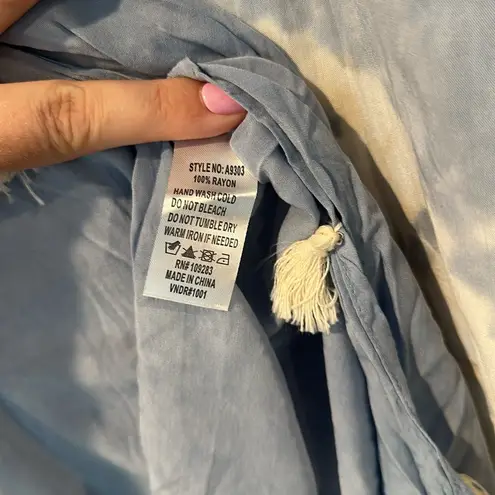 STYLE NO: A9303
100% RAYON
HAND WASH COLD
DO NOT BLEACH
DO NOT TUMBLE DRY
WARM IRON IF NEEDED
RN# 109283
MADE IN CHINA
VNDR#1001